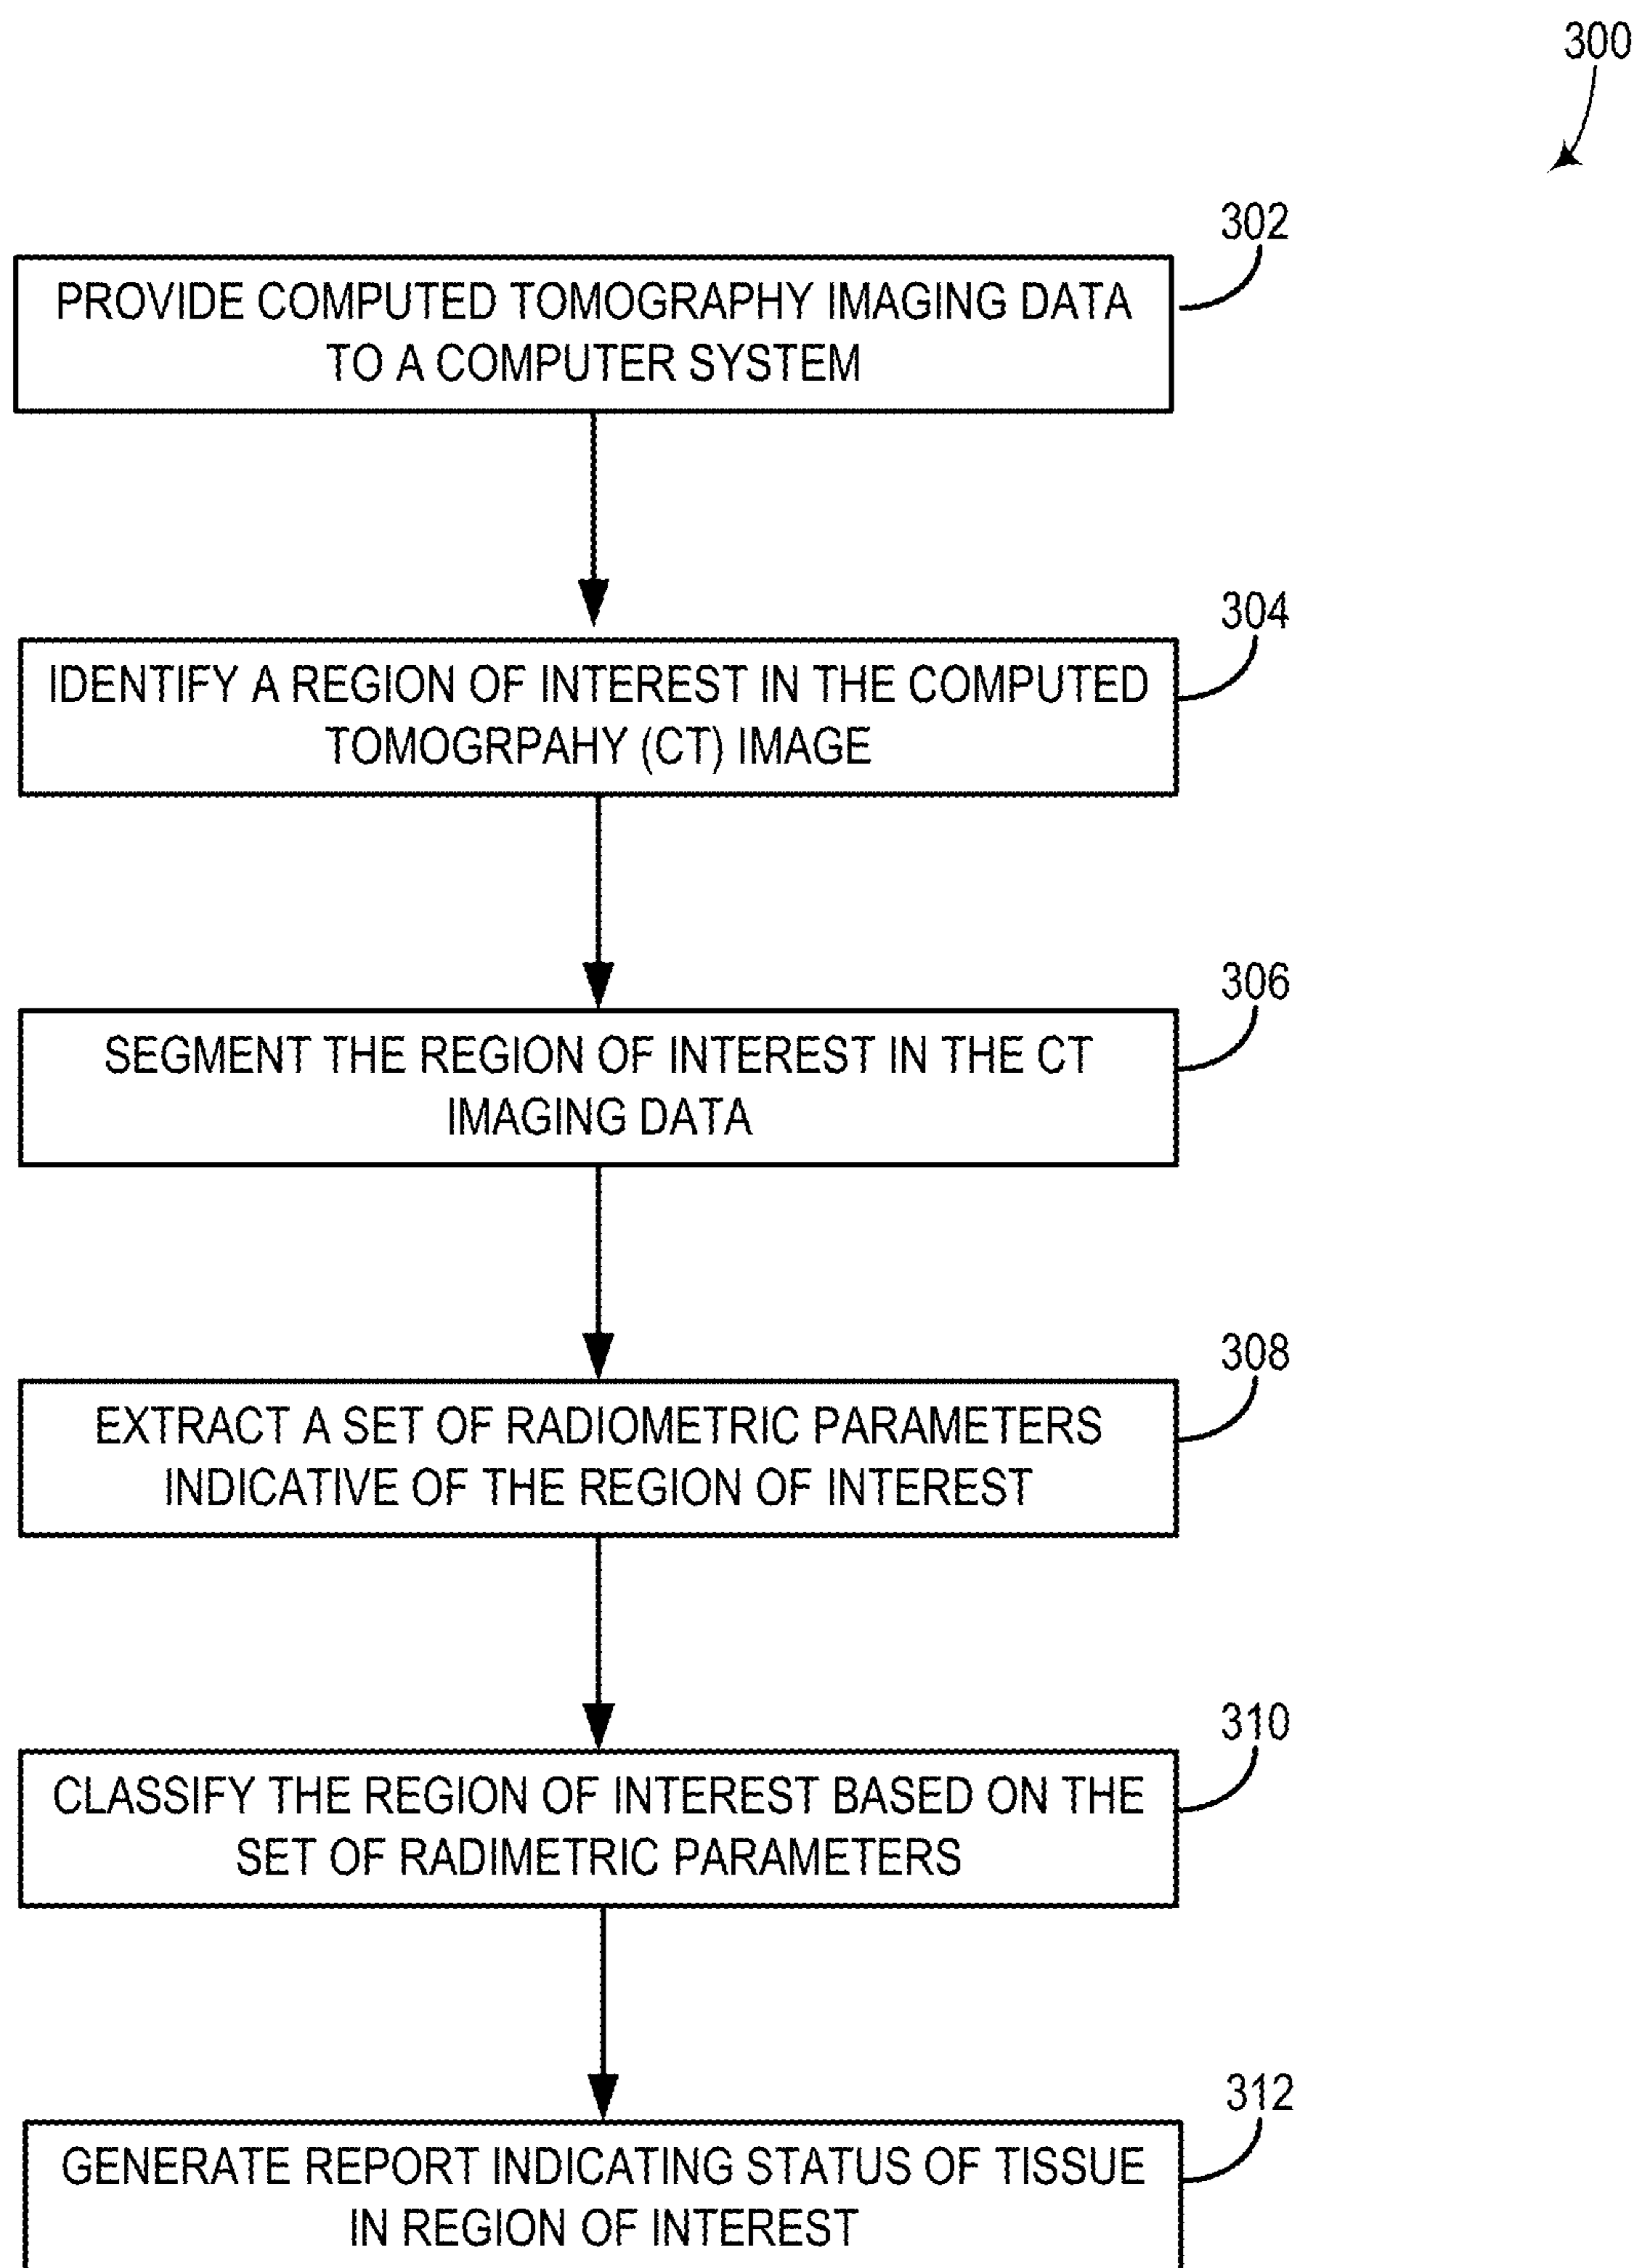 300
302
PROVIDE COMPUTED TOMOGRAPHY IMAGING DATA
TO A COMPUTER SYSTEM
304
IDENTIFY A REGION OF INTEREST IN THE COMPUTED
TOMOGRPAHY (CT) IMAGE
306
SEGMENT THE REGION OF INTEREST IN THE CT
IMAGING DATA
308
EXTRACT A SET OF RADIOMETRIC PARAMETERS
INDICATIVE OF THE REGION OF INTEREST
310
CLASSIFY THE REGION OF INTEREST BASED ON THE
SET OF RADIMETRIC PARAMETERS
312
GENERATE REPORT INDICATING STATUS OF TISSUE
IN REGION OF INTEREST